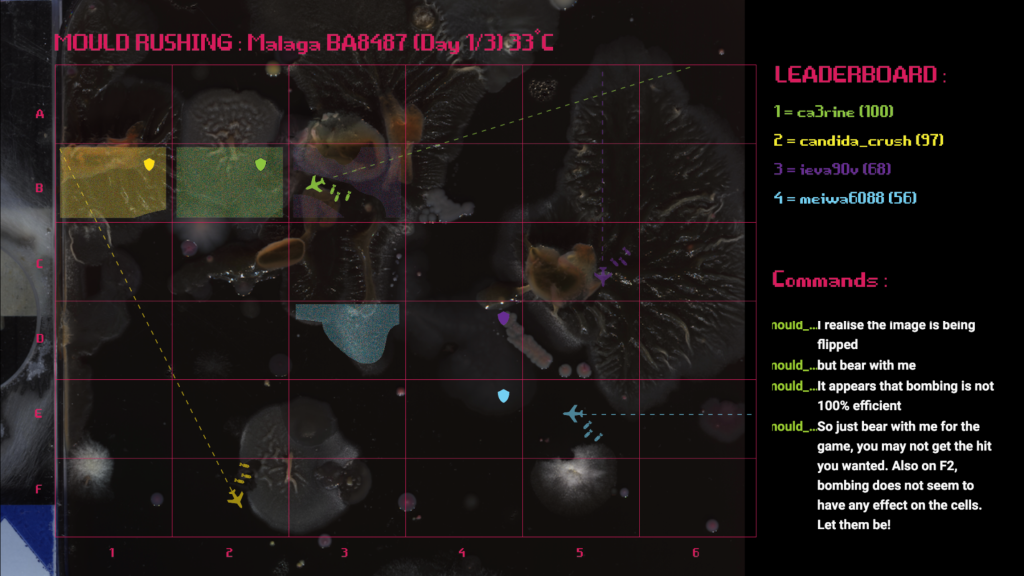 MOULD RUSHING : Malaga BA8487 (Day 1/3) 33°C
LEADERBOARD :
1 = ca3rine (100)
2 = candida_crush (97)
3 = ieva90v (68)
4 = meiwa6088 (56)
Commands :
nould_...I realise the image is being
flipped
nould_...but bear with me
nould_...It appears that bombing is not
100% efficient
nould_...So just bear with me for the
game, you may not get the hit
you wanted. Also on F2,
bombing does not seem to
have any effect on the cells.
Let them be!
A
B
C
D
E
F
1 2 3 4 5 6